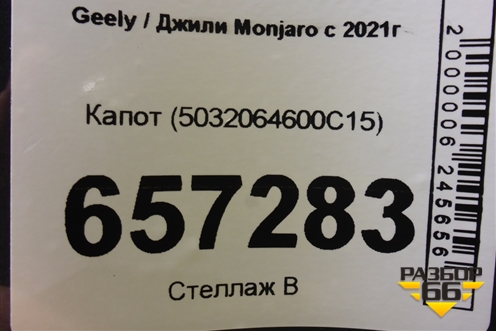 Geely / Джили Monjaro с 2021г
Капот (5032064600C15)
657283
Стеллаж В
2000006245656
РАЗБОР
66